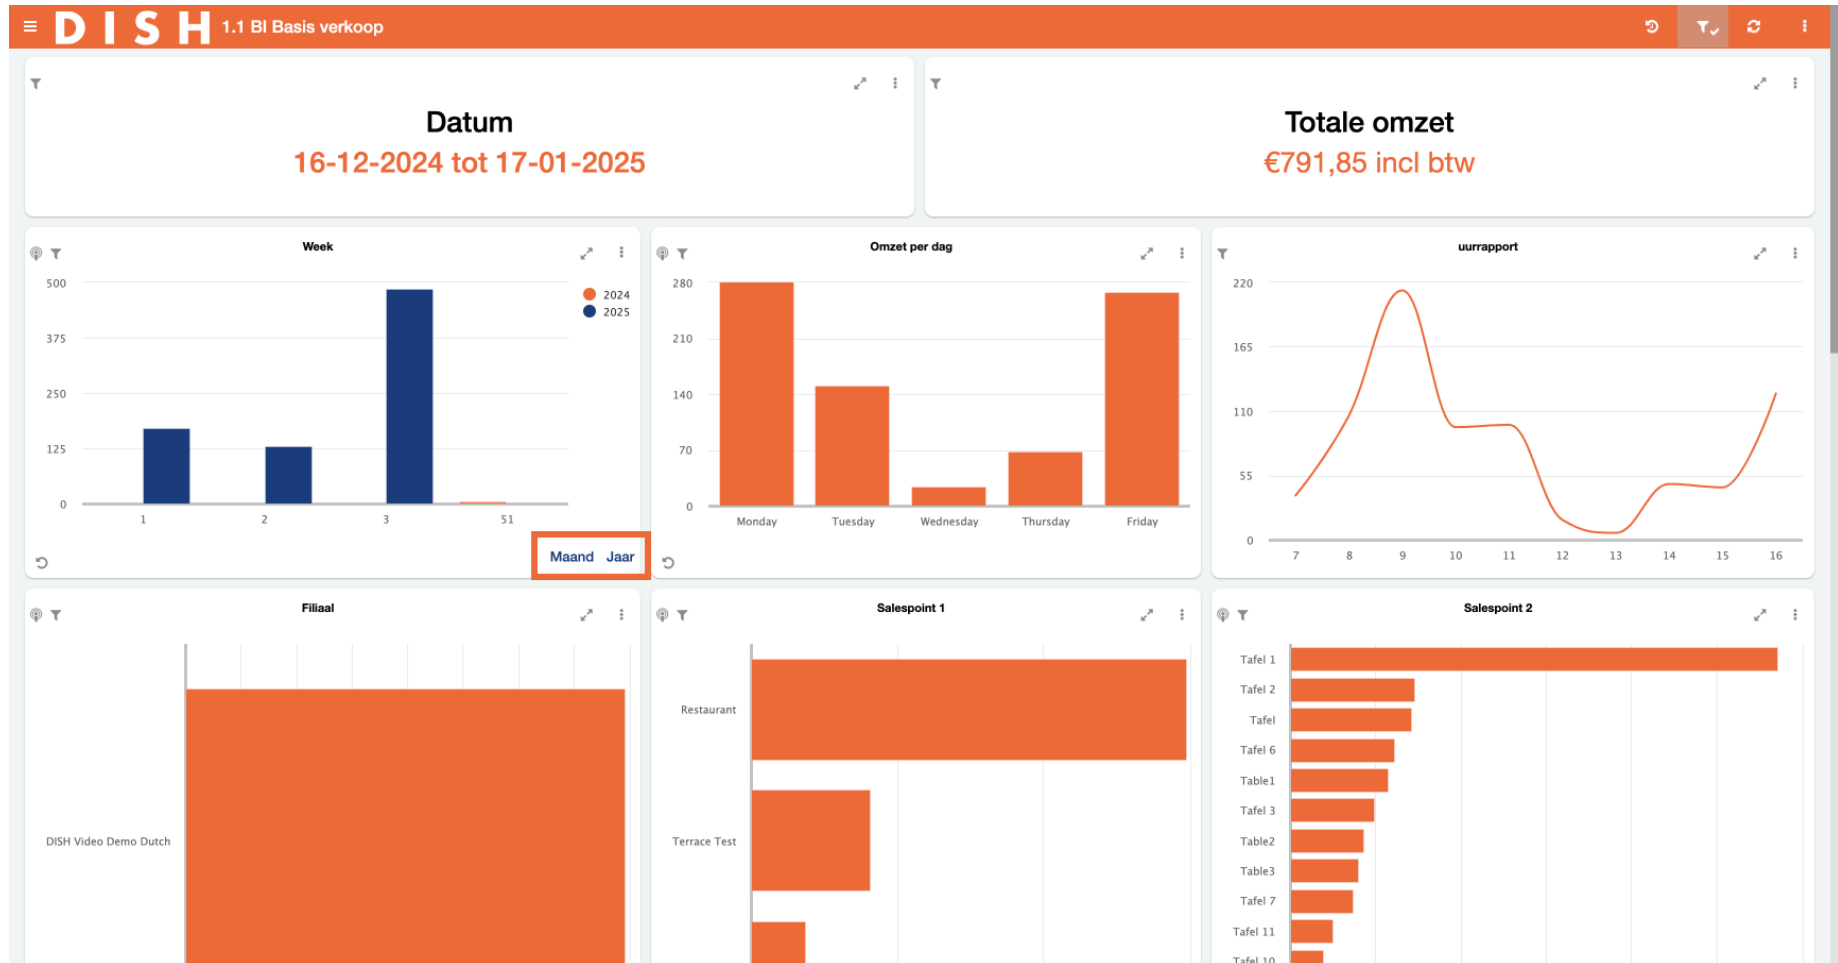 DISH 1.1 BI Basis verkoop
Datum
16-12-2024 tot 17-01-2025
Totale omzet
€791,85 incl btw
Week
500
375
250
125
0
1 2 3 51
2024
2025
Maand Jaar
Omzet per dag
280
210
140
70
0
Monday Tuesday Wednesday Thursday Friday
uurrapport
220
165
110
55
0
7 8 9 10 11 12 13 14 15 16
Filiaal
DISH Video Demo Dutch
Salespoint 1
Restaurant
Terrace Test
Salespoint 2
Tafel 1
Tafel 2
Tafel
Tafel 6
Table1
Tafel 3
Table2
Table3
Tafel 7
Tafel 11
Tafel 10